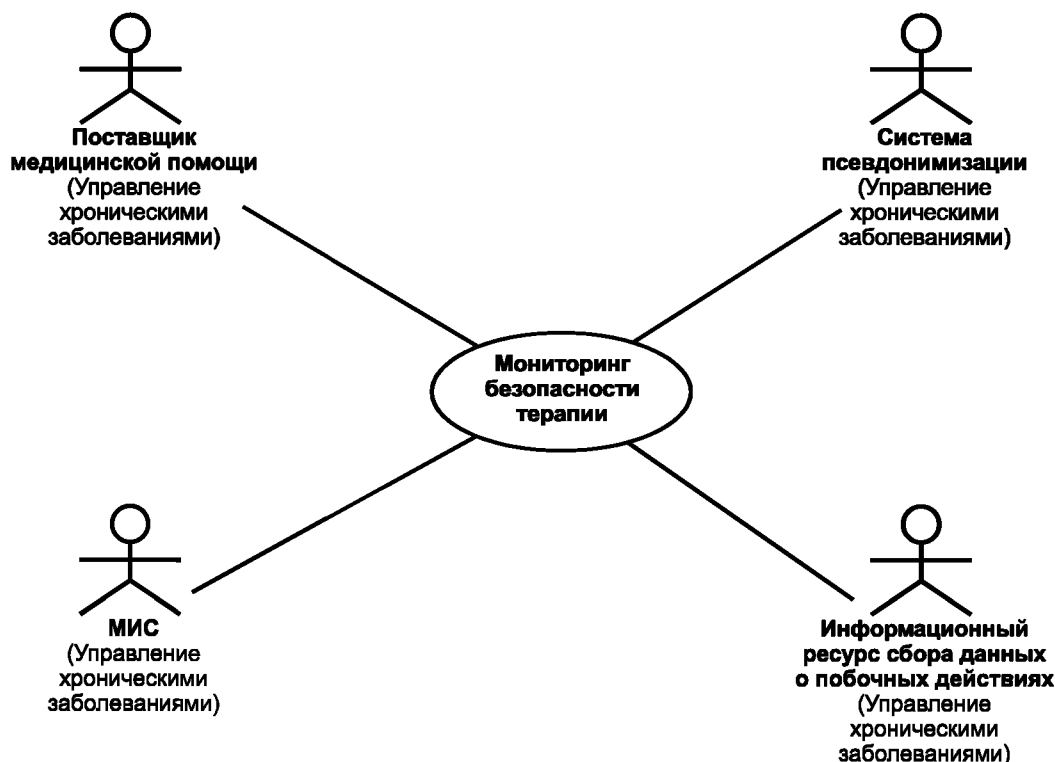 Поставщик
медицинской помощи
(Управление
хроническими
заболеваниями)
Система
псевдонимизации
(Управление
хроническими
заболеваниями)
Мониторинг
безопасности
терапии
МИС
(Управление
хроническими
заболеваниями)
Информационный
ресурс сбора данных
о побочных действиях
(Управление
хроническими
заболеваниями)